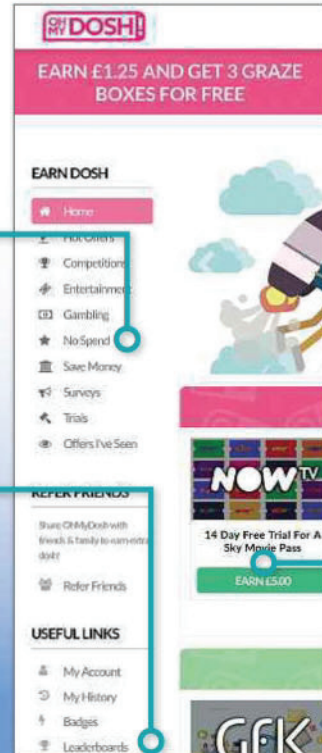 OH MY DOSH!
EARN £1.25 AND GET 3 GRAZE
BOXES FOR FREE
EARN DOSH
Home
Hot Offers
Competitions
Entertainment
Gambling
No Spend
Save Money
Surveys
Trials
Offers I've Seen
REFER FRIENDS
Share OhMyDosh with
friends & family to earn extra
dosh!
Refer Friends
USEFUL LINKS
My Account
My History
Badges
Leaderboards
NOW TV
14 Day Free Trial For A
Sky Movie Pass
EARN £5.00
GFK